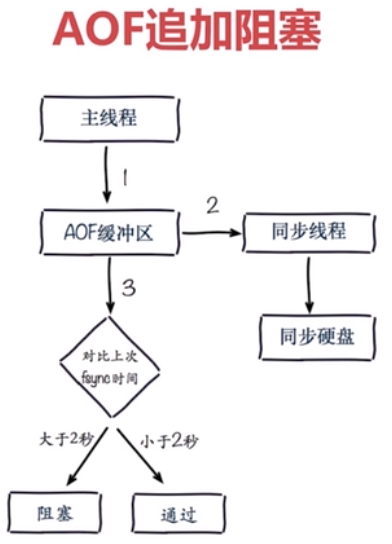 AOF追加阻塞
主线程
1
AOF缓冲区
2
同步线程
3
同步硬盘
对比上次
fsync时间
大于2秒
小于2秒
阻塞
通过